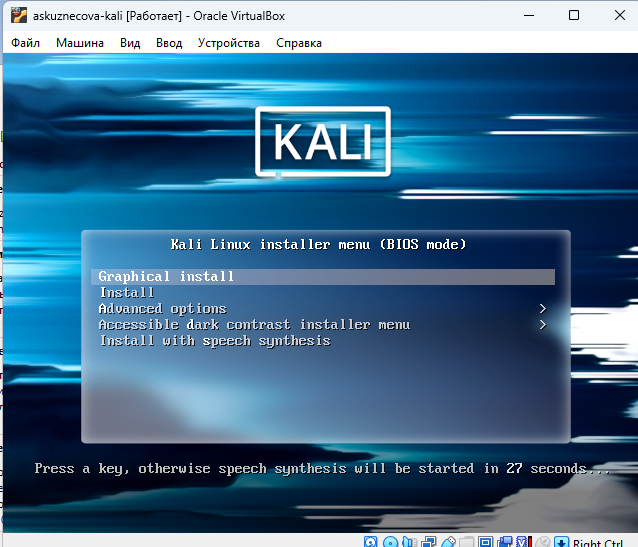 askuznecova-kali [Работает] - Oracle VirtualBox
Файл Машина Вид Ввод Устройства Справка
KALI
Kali Linux installer menu (BIOS mode)
Graphical install
Install
Advanced options >
Accessible dark contrast installer menu >
Install with speech synthesis
Press a key, otherwise speech synthesis will be started in 27 seconds...
Right Ctrl